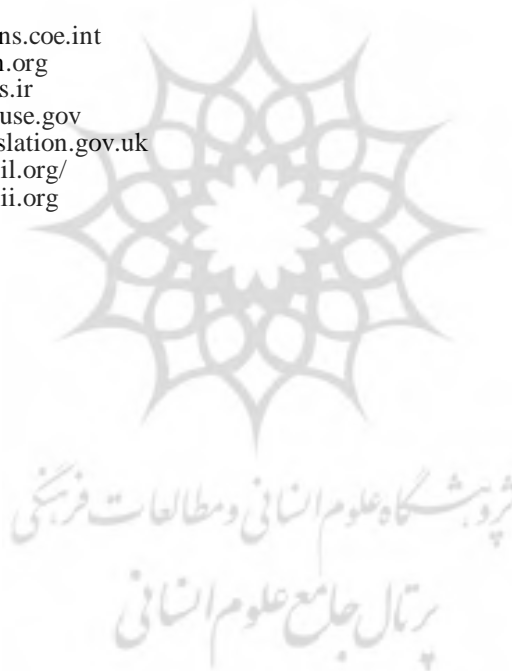 ns.coe.int
n.org
s.ir
use.gov
slation.gov.uk
il.org/
ii.org
پژوهشگاه علوم انسانی و مطالعات فرهنگی
پرتال جامع علوم انسانی